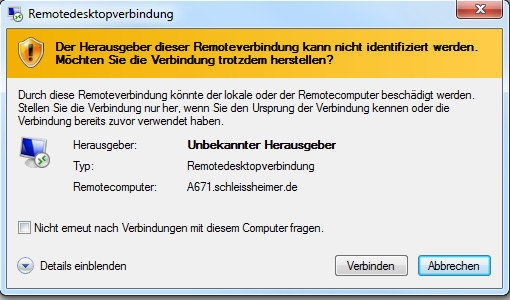 Remotedesktopverbindung
Der Herausgeber dieser Remoteverbindung kann nicht identifiziert werden.
Möchten Sie die Verbindung trotzdem herstellen?
Durch diese Remoteverbindung könnte der lokale oder der Remotecomputer beschädigt werden.
Stellen Sie die Verbindung nur her, wenn Sie den Ursprung der Verbindung kennen oder die
Verbindung bereits zuvor verwendet haben.
Herausgeber: Unbekannter Herausgeber
Typ: Remotedesktopverbindung
Remotecomputer: A671.schleissheimer.de
Nicht erneut nach Verbindungen mit diesem Computer fragen.
Details einblenden Verbinden Abbrechen